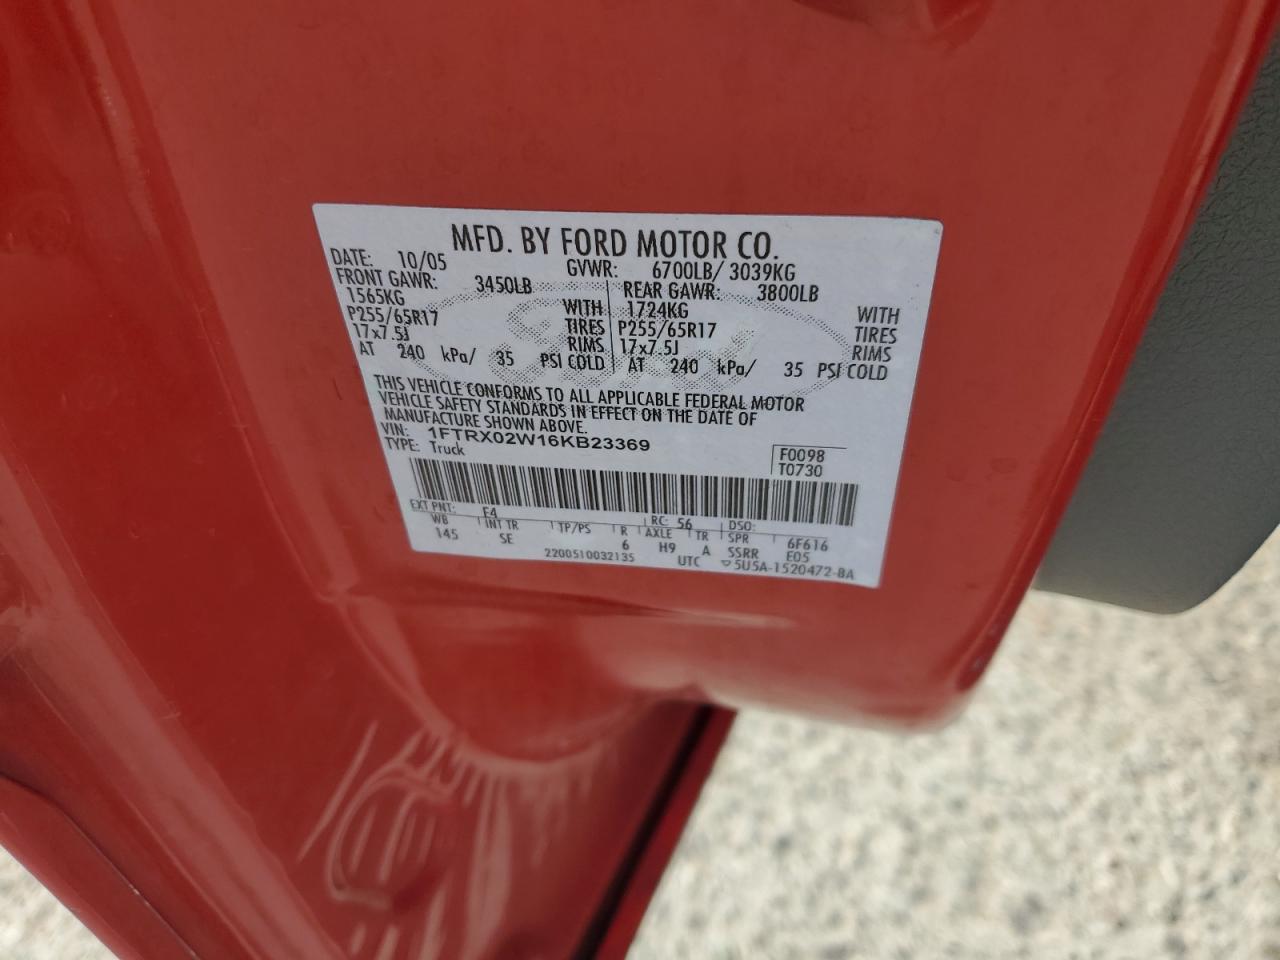 MFD. BY FORD MOTOR CO.
DATE: 10/05 GVWR: 6700LB/ 3039KG
FRONT GAWR: 3450LB REAR GAWR: 3800LB
1565KG WITH 1724KG WITH
P255/65R17 TIRES P255/65R17 TIRES
17x7.5J RIMS 17x7.5J RIMS
AT 240 kPa/ 35 PSI COLD AT 240 kPa/ 35 PSI COLD
THIS VEHICLE CONFORMS TO ALL APPLICABLE FEDERAL MOTOR
VEHICLE SAFETY STANDARDS IN EFFECT ON THE DATE OF
MANUFACTURE SHOWN ABOVE.
VIN: 1FTRX02W16KB23369
TYPE: Truck
F0098
T0730
EXT PNT: E4 RC: 56 DSO:
WB INT TR TP/PS R AXLE TR SPR 6F616
145 SE 6 H9 A SSRR E05
2200510032135 UTC 5U5A-1520472-BA
Ford